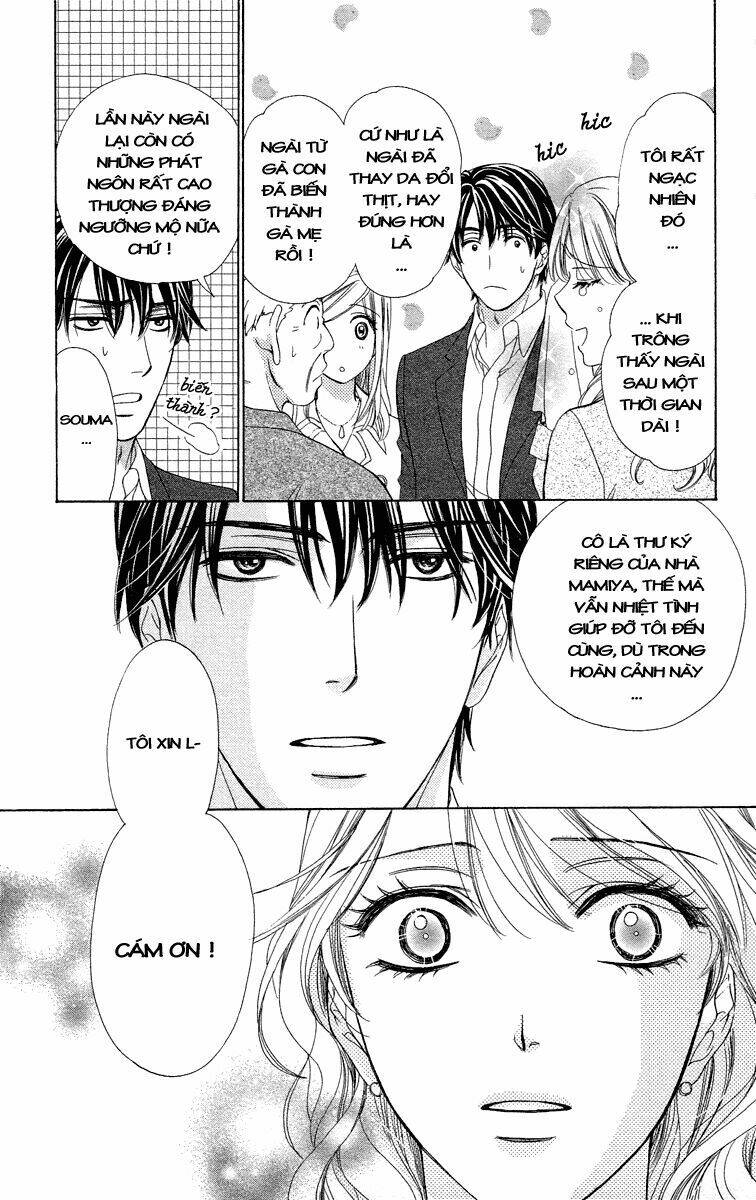 TÔI RẤT
NGẠC
NHIÊN
ĐÓ
...
... KHI
TRÔNG
THẤY NGÀI
SAU MỘT
THỜI GIAN
DÀI !
hic
hic
hic
CỨ NHƯ LÀ
NGÀI ĐÃ
THAY DA ĐỔI
THỊT, HAY
ĐÚNG HƠN
LÀ
...
NGÀI TỪ
GÀ CON
ĐÃ BIẾN
THÀNH
GÀ MẸ
RỒI !
LẦN NÀY NGÀI
LẠI CÒN CÓ
NHỮNG PHÁT
NGÔN RẤT CAO
THƯỢNG ĐÁNG
NGƯỠNG MỘ NỮA
CHỨ !
biến
thành ?
SOUMA
...
CÔ LÀ THƯ KÝ
RIÊNG CỦA NHÀ
MAMIYA, THẾ MÀ
VẪN NHIỆT TÌNH
GIÚP ĐỠ TÔI ĐẾN
CÙNG, DÙ TRONG
HOÀN CẢNH NÀY
...
TÔI XIN L-
CÁM ƠN !